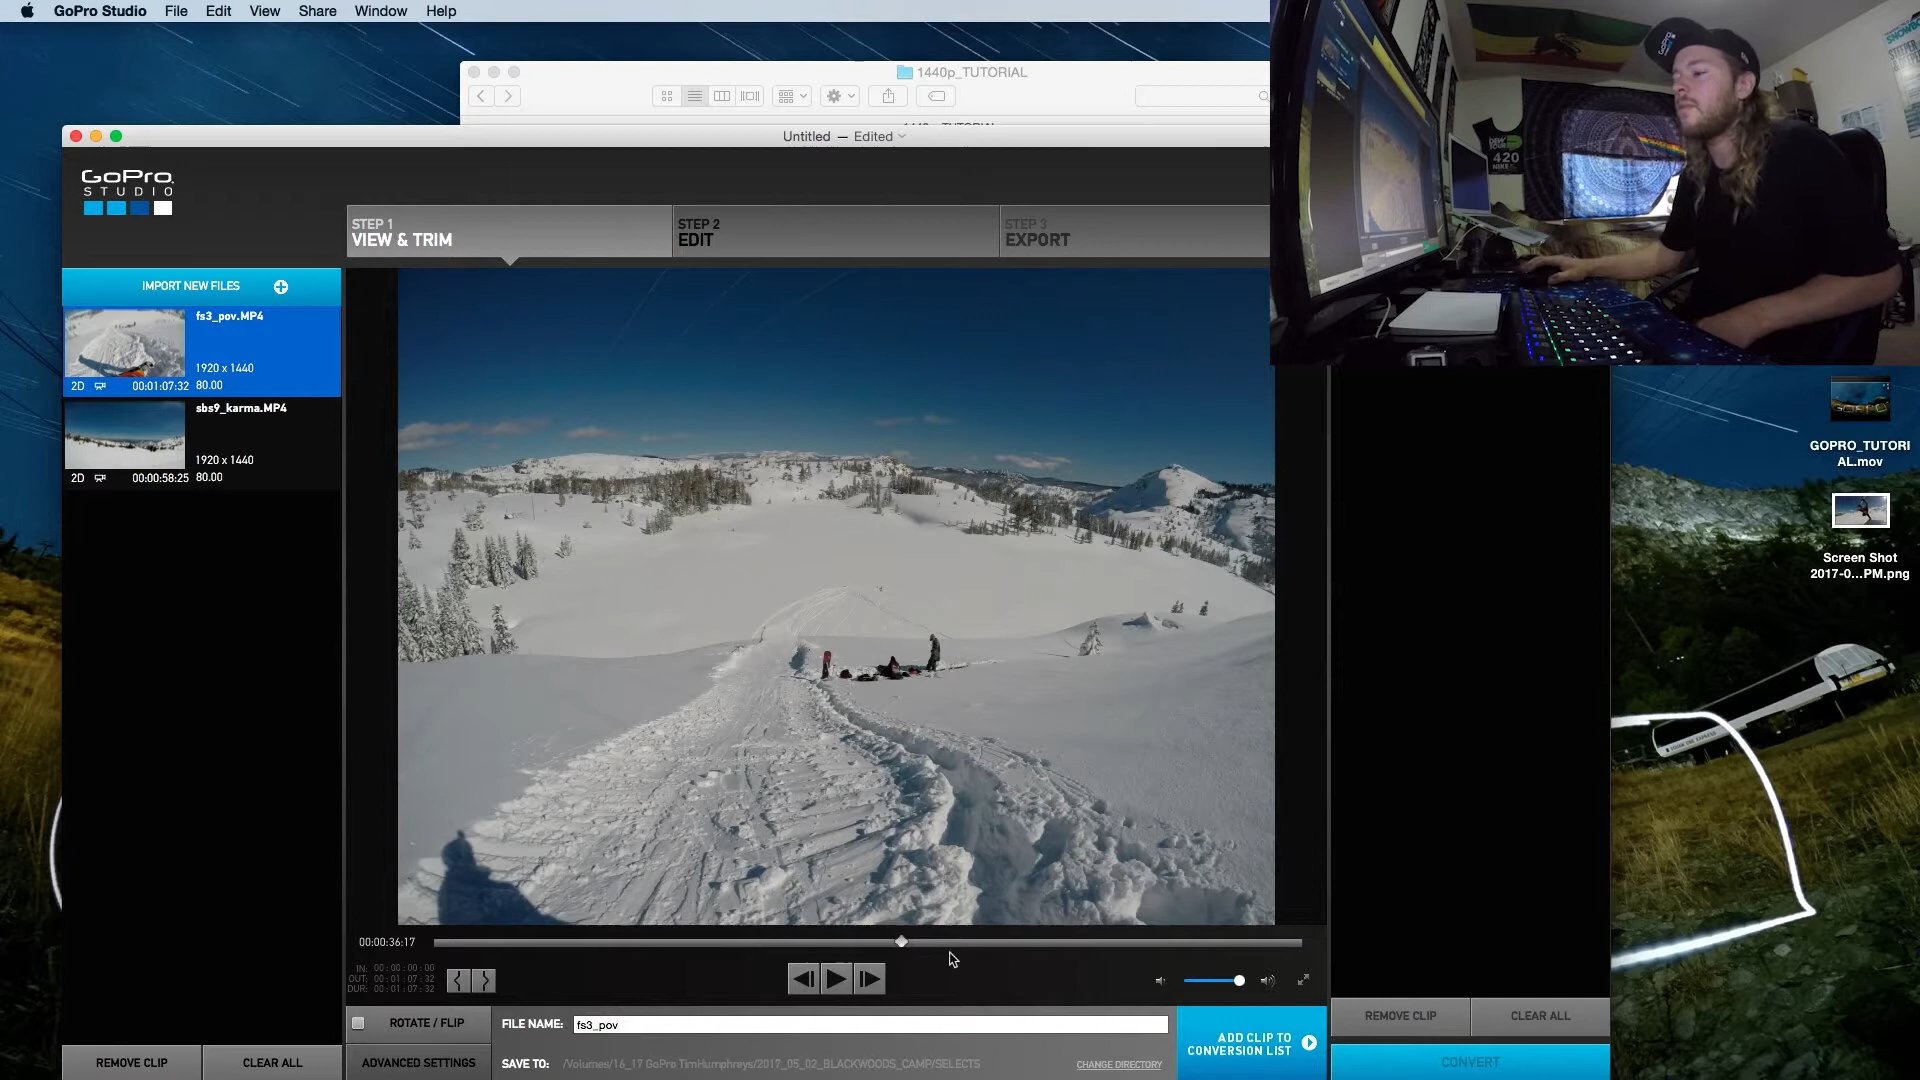 GoPro Studio File Edit View Share Window Help
1440p_TUTORIAL
Untitled — Edited
GoPro
STUDIO
STEP 1
VIEW & TRIM
STEP 2
EDIT
STEP 3
EXPORT
IMPORT NEW FILES
fs3_pov.MP4
1920 x 1440
2D 00:01:07:32 80.00
sbs9_karma.MP4
1920 x 1440
2D 00:00:58:25 80.00
GoPro
DEW TOUR
420
NIKE
GOPRO_TUTORI
AL.mov
Screen Shot
2017-0...PM.png
00:00:36:17
IN: 00:00:00:00
OUT: 00:01:07:32
DUR: 00:01:07:32
ROTATE / FLIP
FILE NAME: fs3_pov
ADD CLIP TO
CONVERSION LIST
REMOVE CLIP CLEAR ALL
REMOVE CLIP CLEAR ALL
ADVANCED SETTINGS
SAVE TO: /Volumes/16_17 GoPro TimHumphreys/2017_05_02_BLACKWOODS_CAMP/SELECTS
CHANGE DIRECTORY
CONVERT